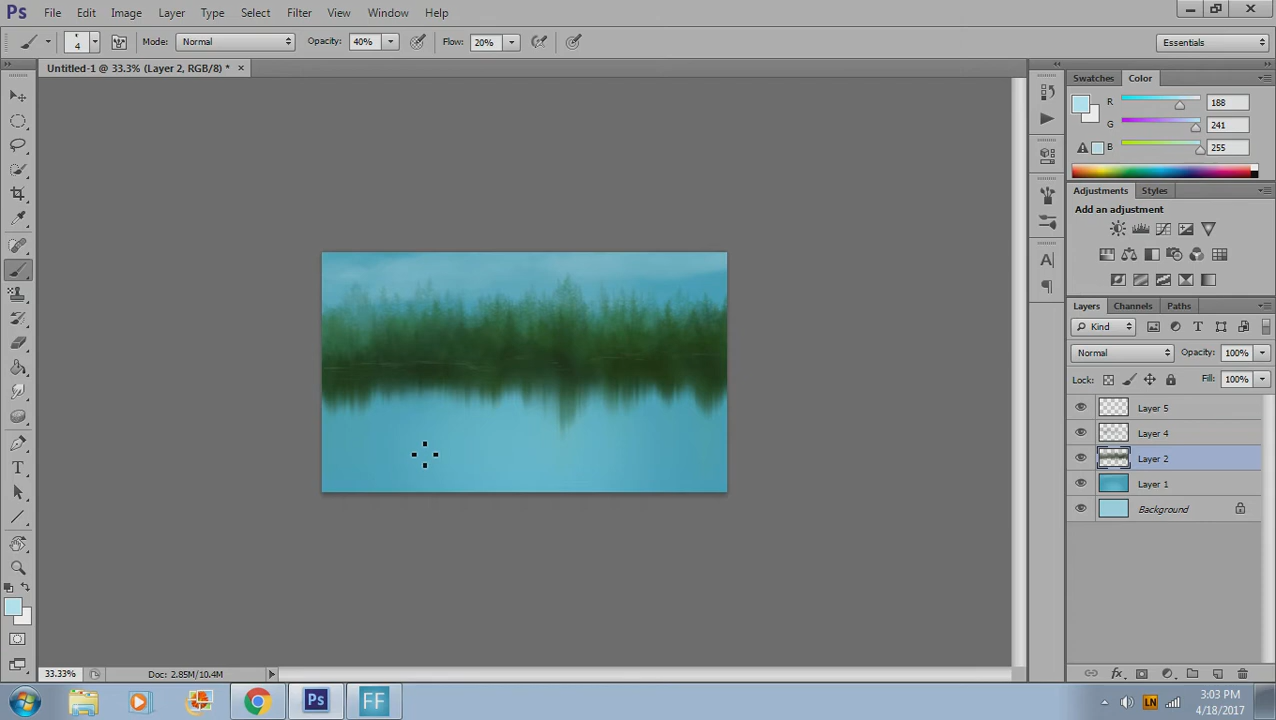 Ps File Edit Image Layer Type Select Filter View Window Help
4 Mode: Normal Opacity: 40% Flow: 20% Essentials
Untitled-1 @ 33.3% (Layer 2, RGB/8) * ×
Swatches Color
R 188
G 241
B 255
Adjustments Styles
Add an adjustment
Layers Channels Paths
Kind T
Normal Opacity: 100%
Lock: Fill: 100%
Layer 5
Layer 4
Layer 2
Layer 1
Background
fx
33.33% Doc: 2.85M/10.4M
Ps FF LN 3:03 PM
4/18/2017